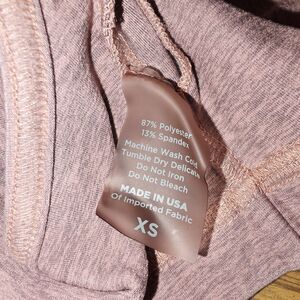 87% Polyester
13% Spandex
Machine Wash Cold
Tumble Dry Delicate
Do Not Iron
Do Not Bleach
MADE IN USA
Of Imported Fabric
XS